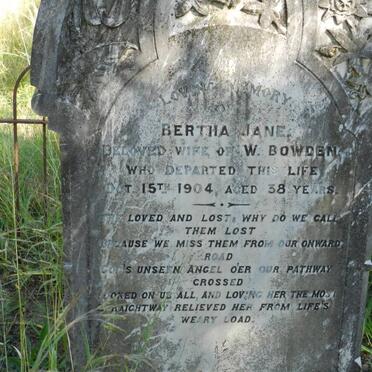 LOVING MEMORY
OF
BERTHA JANE.
BELOVED WIFE OF W. BOWDEN
WHO DEPARTED THIS LIFE
OCT. 15TH 1904, AGED 38 YEARS.
LOVED AND LOST; WHY DO WE CALL
THEM LOST
BECAUSE WE MISS THEM FROM OUR ONWARD
ROAD
GOD'S UNSEEN ANGEL O'ER OUR PATHWAY
CROSSED
LOOKED ON US ALL, AND LOVING HER THE MOST
STRAIGHTWAY RELIEVED HER FROM LIFE'S
WEARY LOAD.